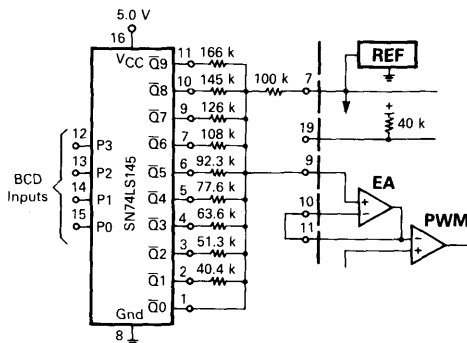 5.0 V
16
VCC
11 Q̅9 166 k
10 Q̅8 145 k
9 Q̅7 126 k
7 Q̅6 108 k
6 Q̅5 92.3 k
5 Q̅4 77.6 k
4 Q̅3 63.6 k
3 Q̅2 51.3 k
2 Q̅1 40.4 k
1 Q̅0
SN74LS145
BCD
Inputs
12 P3
13 P2
14 P1
15 P0
Gnd
8
100 k
7
REF
+
40 k
19
9
10
11
EA
+
−
PWM
−
+